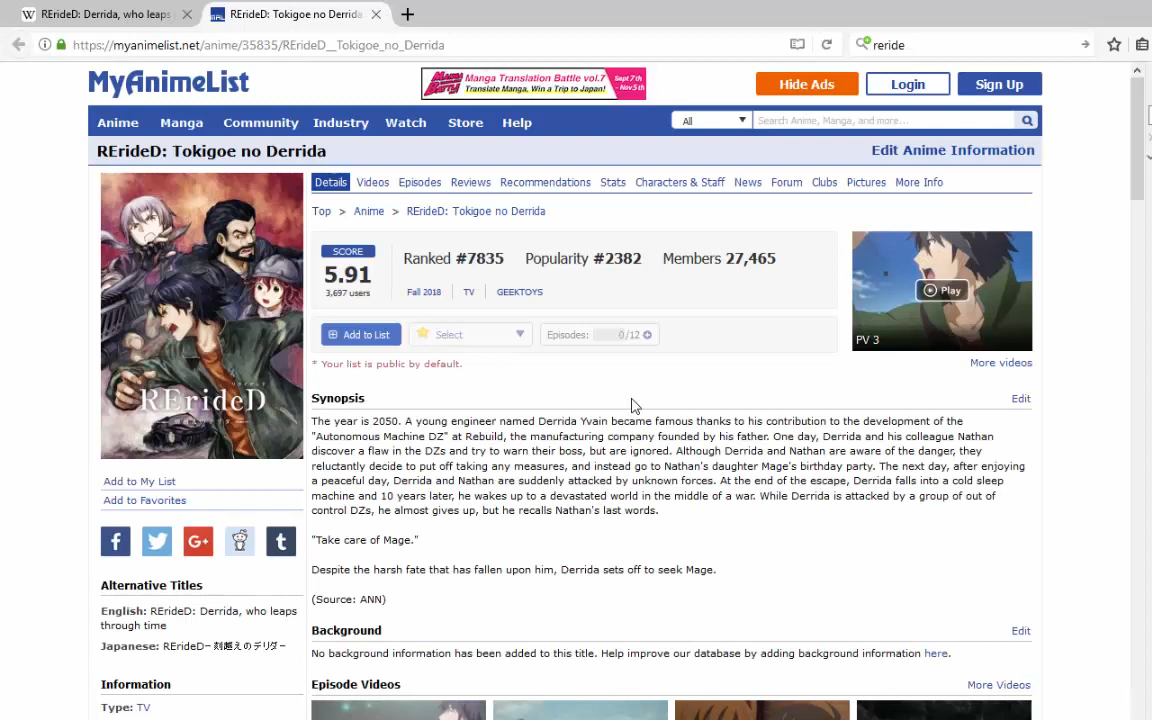 RErideD: Derrida, who leaps
RErideD: Tokigoe no Derrida
https://myanimelist.net/anime/35835/RErideD__Tokigoe_no_Derrida
reride
MyAnimeList
Manga Translation Battle vol.7
Translate Manga, Win a Trip to Japan!
Sept 7th
-Nov 5th
Hide Ads
Login
Sign Up
Anime Manga Community Industry Watch Store Help
All
Search Anime, Manga, and more...
RErideD: Tokigoe no Derrida
Edit Anime Information
Details Videos Episodes Reviews Recommendations Stats Characters & Staff News Forum Clubs Pictures More Info
Top > Anime > RErideD: Tokigoe no Derrida
SCORE
5.91
3,697 users
Ranked #7835 Popularity #2382 Members 27,465
Fall 2018 TV GEEKTOYS
Add to List
Select
Episodes: 0/12
* Your list is public by default.
Play
PV 3
More videos
Synopsis
Edit
The year is 2050. A young engineer named Derrida Yvain became famous thanks to his contribution to the development of the
"Autonomous Machine DZ" at Rebuild, the manufacturing company founded by his father. One day, Derrida and his colleague Nathan
discover a flaw in the DZs and try to warn their boss, but are ignored. Although Derrida and Nathan are aware of the danger, they
reluctantly decide to put off taking any measures, and instead go to Nathan's daughter Mage's birthday party. The next day, after enjoying
a peaceful day, Derrida and Nathan are suddenly attacked by unknown forces. At the end of the escape, Derrida falls into a cold sleep
machine and 10 years later, he wakes up to a devastated world in the middle of a war. While Derrida is attacked by a group of out of
control DZs, he almost gives up, but he recalls Nathan's last words.
"Take care of Mage."
Despite the harsh fate that has fallen upon him, Derrida sets off to seek Mage.
(Source: ANN)
Background
Edit
No background information has been added to this title. Help improve our database by adding background information here.
Episode Videos
More Videos
RErideD
Add to My List
Add to Favorites
Alternative Titles
English: RErideD: Derrida, who leaps
through time
Japanese: RErideD－刻越えのデリダ－
Information
Type: TV